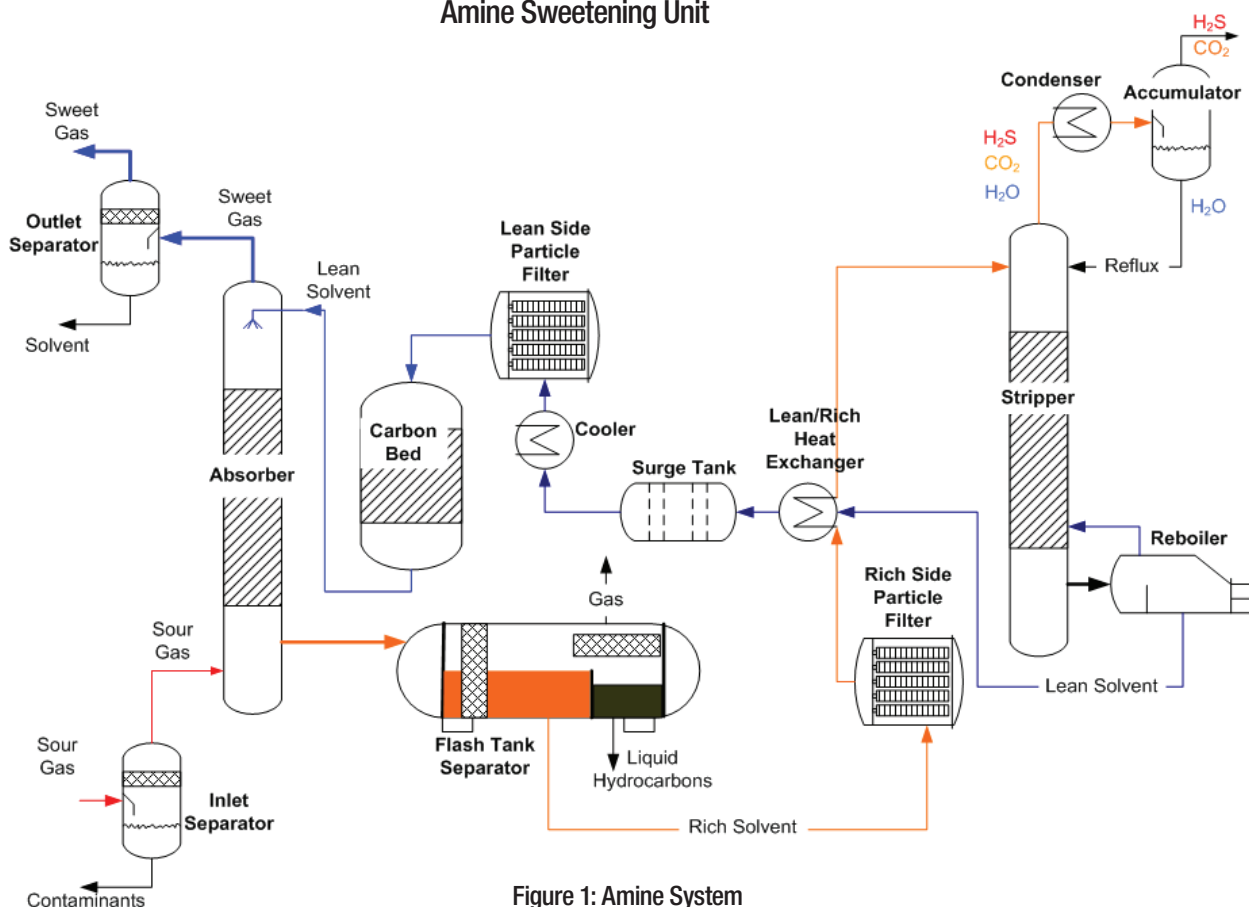 Amine Sweetening Unit
H₂S
CO₂
Condenser
Accumulator
H₂S
CO₂
H₂O
H₂O
Reflux
Sweet
Gas
Sweet
Gas
Outlet
Separator
Solvent
Lean
Solvent
Lean Side
Particle
Filter
Carbon
Bed
Cooler
Surge Tank
Lean/Rich
Heat
Exchanger
Stripper
Reboiler
Absorber
Rich Side
Particle
Filter
Gas
Lean Solvent
Sour
Gas
Sour
Gas
Inlet
Separator
Contaminants
Flash Tank
Separator
Liquid
Hydrocarbons
Rich Solvent
Figure 1: Amine System